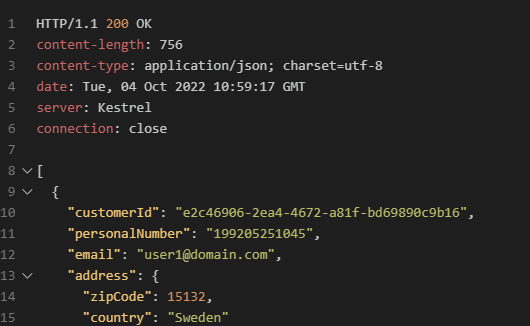 1 HTTP/1.1 200 OK
2 content-length: 756
3 content-type: application/json; charset=utf-8
4 date: Tue, 04 Oct 2022 10:59:17 GMT
5 server: Kestrel
6 connection: close
7
8 [
9 {
10 "customerId": "e2c46906-2ea4-4672-a81f-bd69890c9b16",
11 "personalNumber": "199205251045",
12 "email": "user1@domain.com",
13 "address": {
14 "zipCode": 15132,
15 "country": "Sweden"